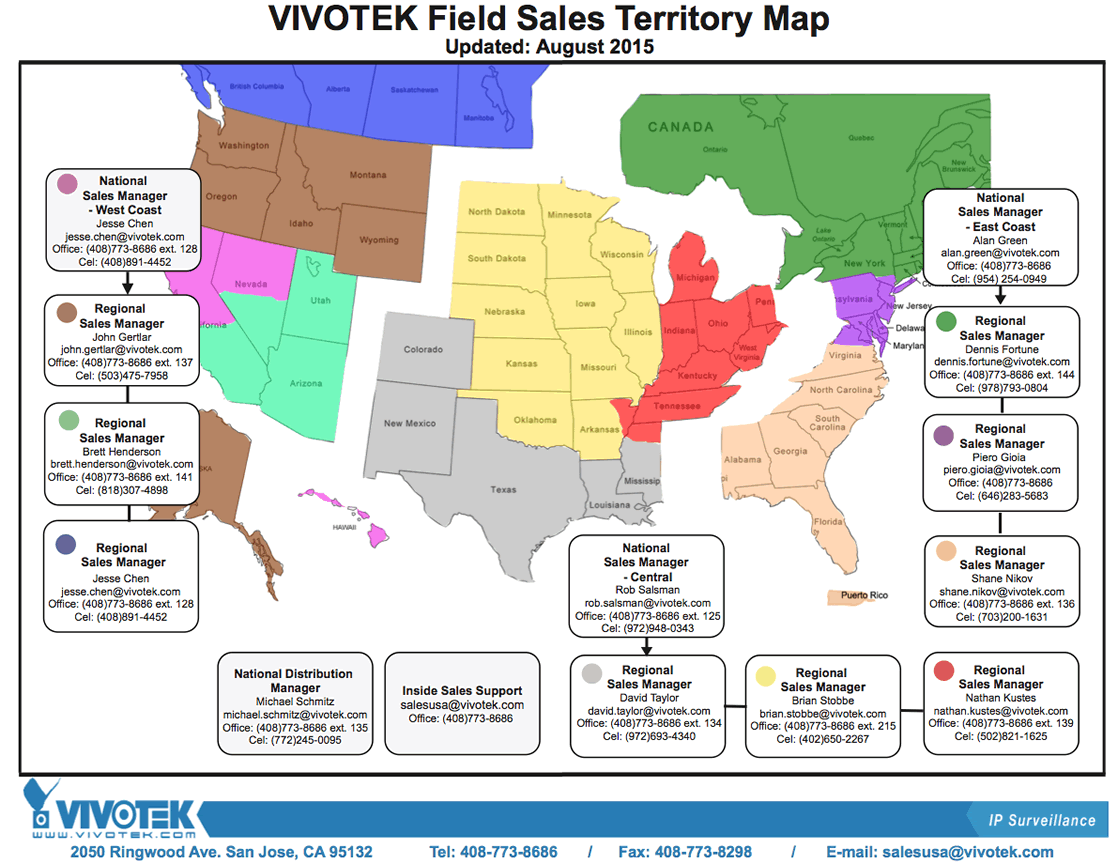 VIVOTEK Field Sales Territory Map
Updated: August 2015
British Columbia
Alberta
Saskatchewan
Manitoba
CANADA
Ontario
Quebec
New
Brunswick
Washington
Oregon
Montana
Idaho
Wyoming
Nevada
ifornia
Utah
Arizona
SKA
HAWAII
Colorado
New Mexico
Texas
Louisiana
Mississip
North Dakota
Minnesota
South Dakota
Wisconsin
Nebraska
Iowa
Illinois
Kansas
Missouri
Oklahoma
Arkansas
Michigan
Indiana
Ohio
Pen
West
Virginia
Kentucky
Tennessee
Lake
Ontario
Vermont
New York
sylvania
New Jersey
Delawa
Marylan
Virginia
North Carolina
South
Carolina
Georgia
Alabama
Florida
Puerto Rico
National
Sales Manager
- West Coast
Jesse Chen
jesse.chen@vivotek.com
Office: (408)773-8686 ext. 128
Cel: (408)891-4452
Regional
Sales Manager
John Gertlar
john.gertlar@vivotek.com
Office: (408)773-8686 ext. 137
Cel: (503)475-7958
Regional
Sales Manager
Brett Henderson
brett.henderson@vivotek.com
Office: (408)773-8686 ext. 141
Cel: (818)307-4898
Regional
Sales Manager
Jesse Chen
jesse.chen@vivotek.com
Office: (408)773-8686 ext. 128
Cel: (408)891-4452
National
Sales Manager
- East Coast
Alan Green
alan.green@vivotek.com
Office: (408)773-8686
Cel: (954) 254-0949
Regional
Sales Manager
Dennis Fortune
dennis.fortune@vivotek.com
Office: (408)773-8686 ext. 144
Cel: (978)793-0804
Regional
Sales Manager
Piero Gioia
piero.gioia@vivotek.com
Office: (408)773-8686
Cel: (646)283-5683
Regional
Sales Manager
Shane Nikov
shane.nikov@vivotek.com
Office: (408)773-8686 ext. 136
Cel: (703)200-1631
National
Sales Manager
- Central
Rob Salsman
rob.salsman@vivotek.com
Office: (408)773-8686 ext. 125
Cel: (972)948-0343
National Distribution
Manager
Michael Schmitz
michael.schmitz@vivotek.com
Office: (408)773-8686 ext. 135
Cel: (772)245-0095
Inside Sales Support
salesusa@vivotek.com
Office: (408)773-8686
Regional
Sales Manager
David Taylor
david.taylor@vivotek.com
Office: (408)773-8686 ext. 134
Cel: (972)693-4340
Regional
Sales Manager
Brian Stobbe
brian.stobbe@vivotek.com
Office: (408)773-8686 ext. 215
Cel: (402)650-2267
Regional
Sales Manager
Nathan Kustes
nathan.kustes@vivotek.com
Office: (408)773-8686 ext. 139
Cel: (502)821-1625
VIVOTEK
www.vivotek.com
IP Surveillance
2050 Ringwood Ave. San Jose, CA 95132 Tel: 408-773-8686 / Fax: 408-773-8298 / E-mail: salesusa@vivotek.com